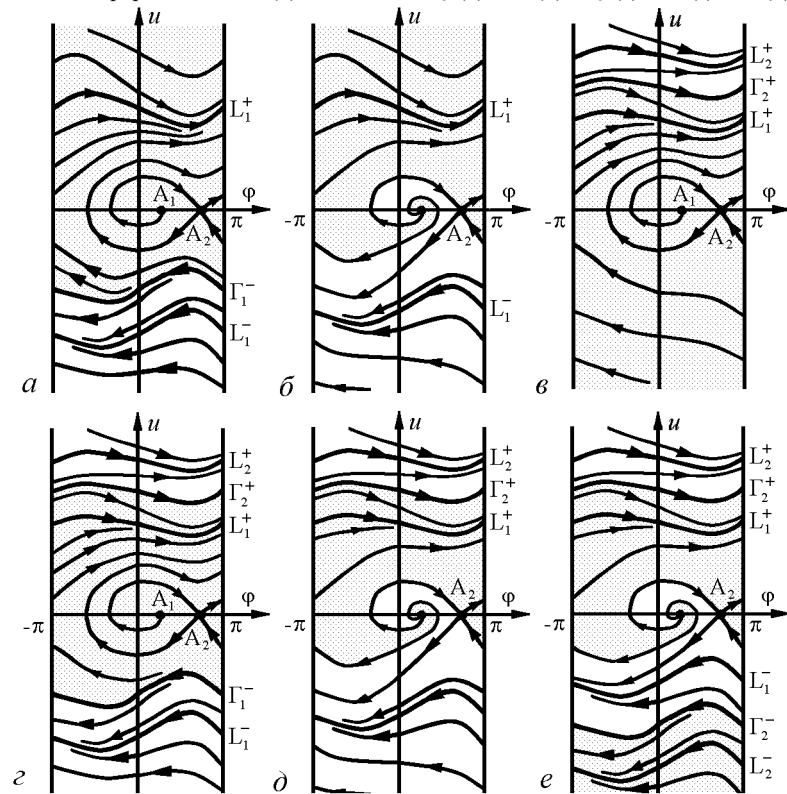 u
L₁⁺
A₁
φ
π
A₂
Γ₁⁻
L₁⁻
а
u
L₁⁺
φ
-π
π
A₂
L₁⁻
б
u
L₂⁺
Γ₂⁺
L₁⁺
A₁
φ
-π
π
A₂
в
u
L₂⁺
Γ₂⁺
L₁⁺
A₁
φ
-π
π
A₂
Γ₁⁻
L₁⁻
г
u
L₂⁺
Γ₂⁺
L₁⁺
A₂
φ
-π
π
д
u
L₂⁺
Γ₂⁺
L₁⁺
A₂
φ
-π
π
L₁⁻
Γ₂⁻
L₂⁻
е